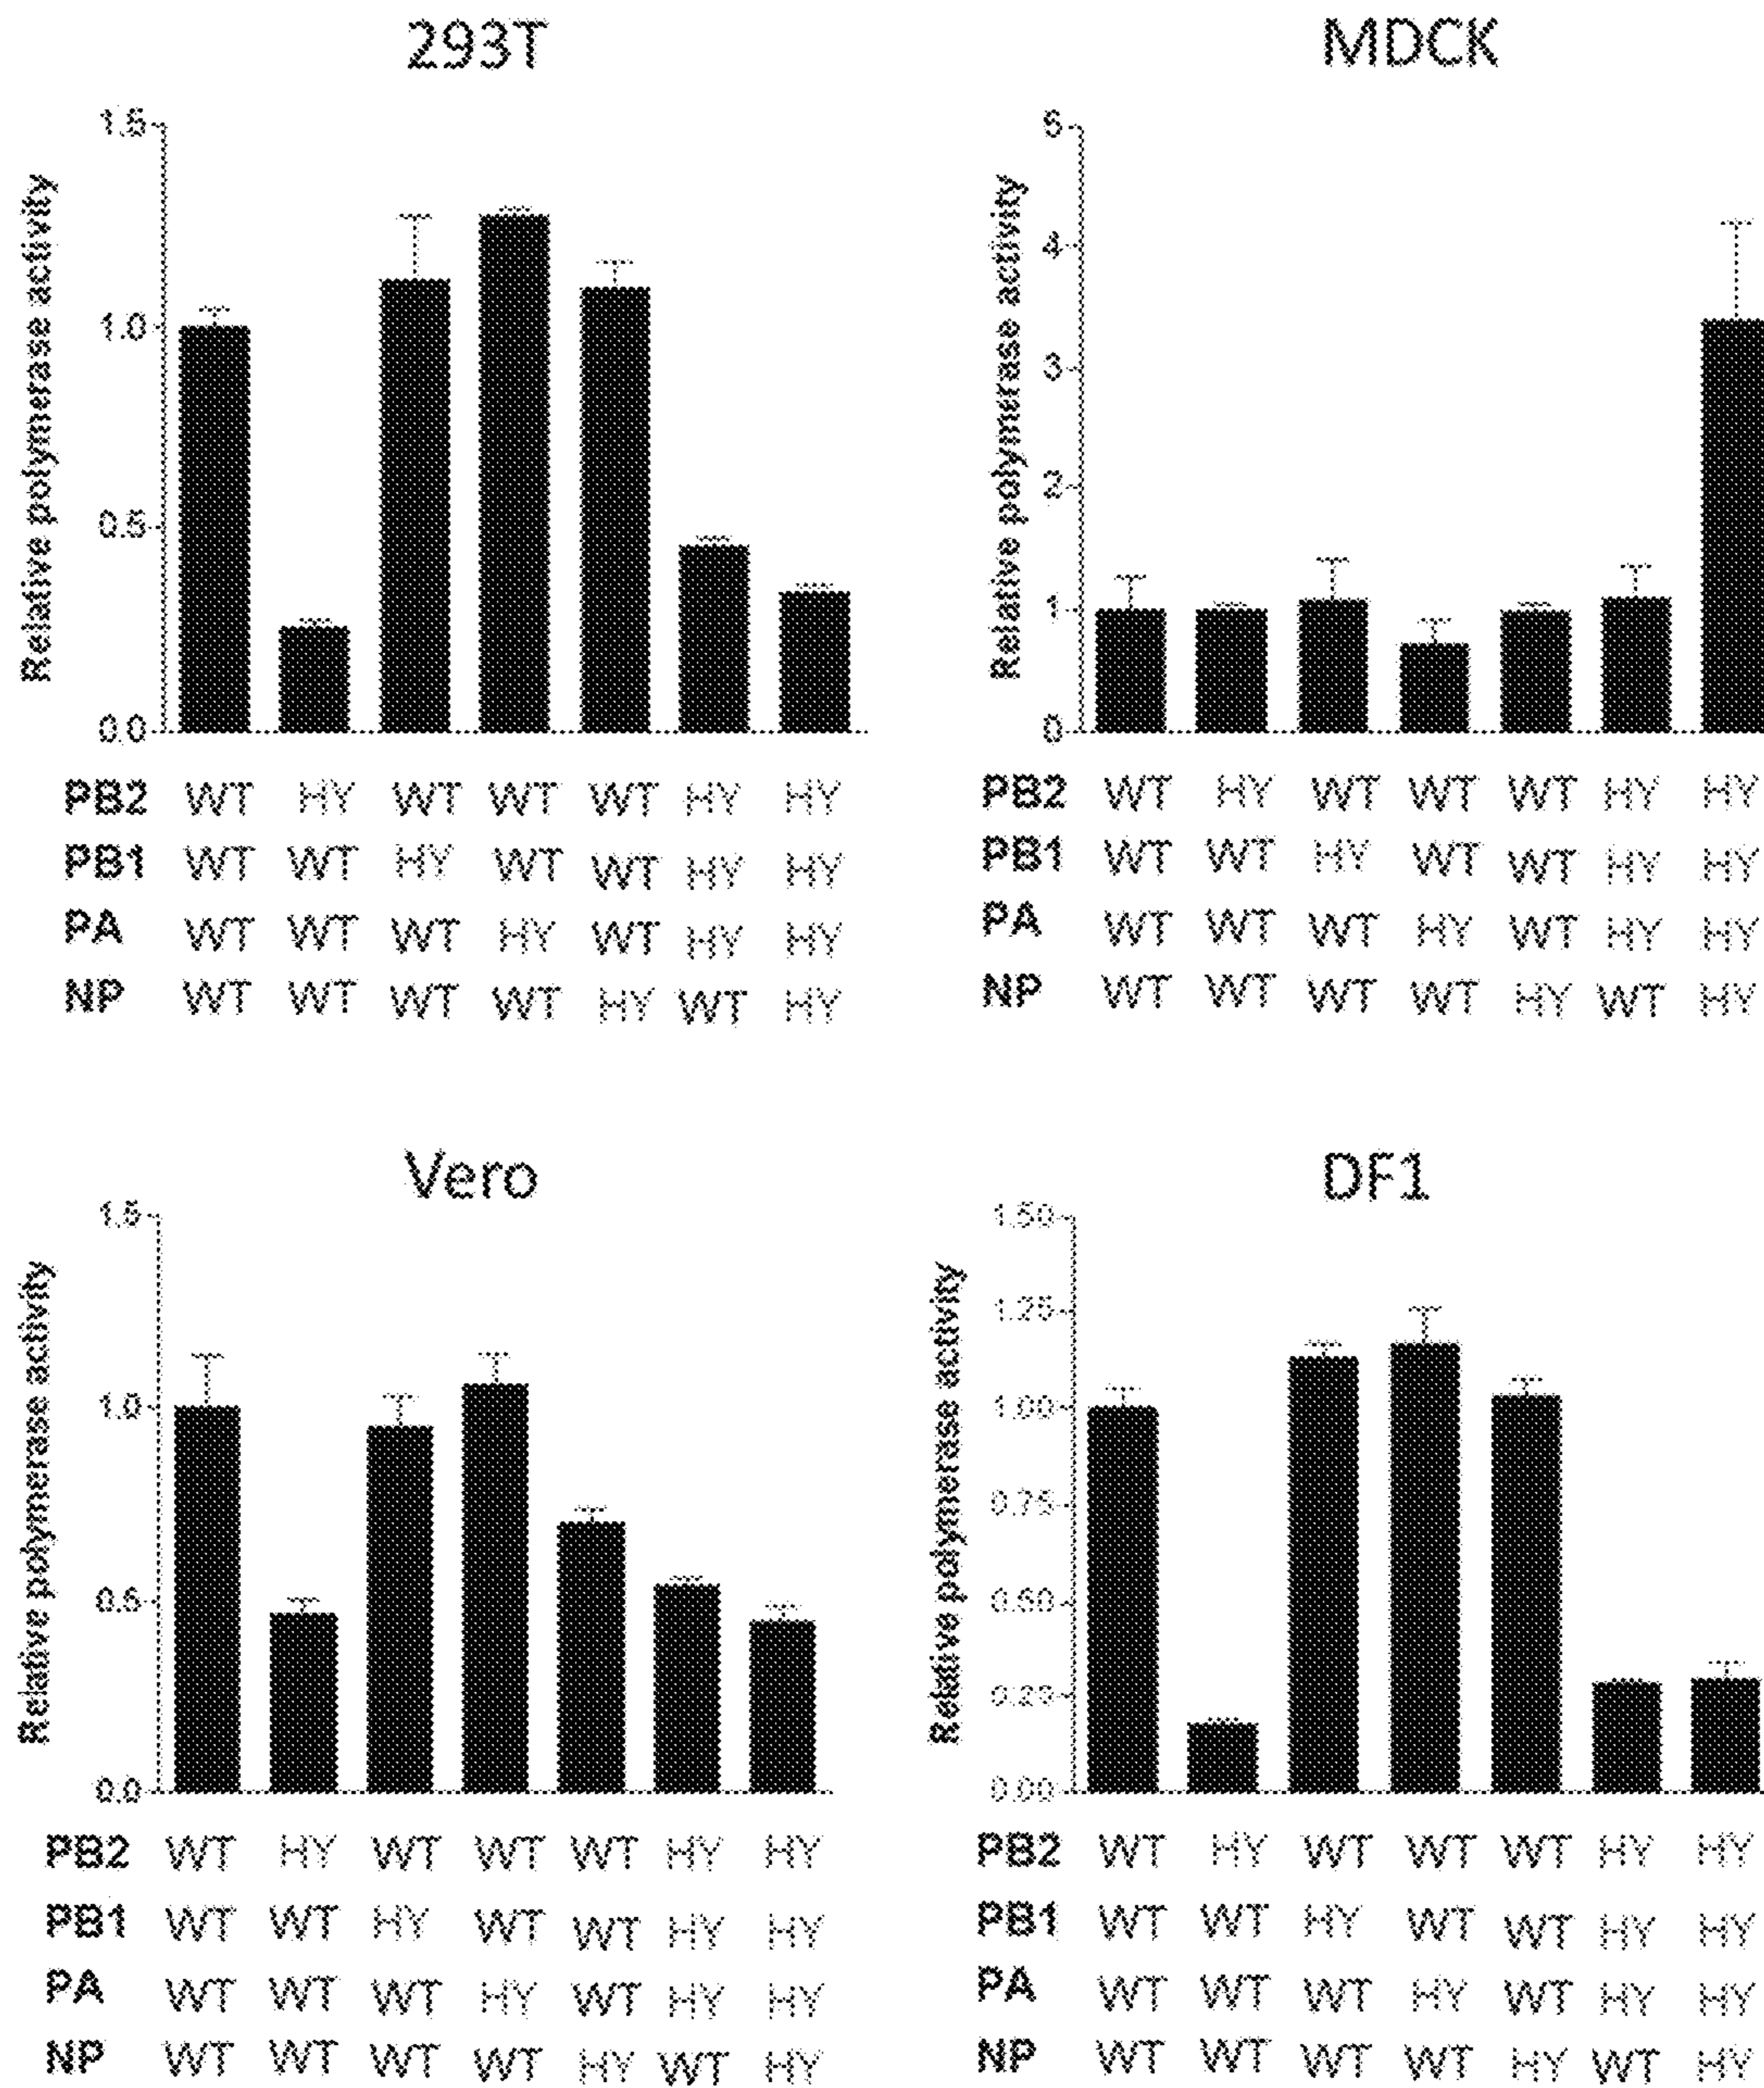 293T
Relative polymerase activity
1.5
1.0
0.5
0.0
PB2 WT HY WT WT WT HY HY
PB1 WT WT HY WT WT HY HY
PA WT WT WT HY WT HY HY
NP WT WT WT WT HY WT HY
MDCK
Relative polymerase activity
5
4
3
2
1
0
PB2 WT HY WT WT WT HY HY
PB1 WT WT HY WT WT HY HY
PA WT WT WT HY WT HY HY
NP WT WT WT WT HY WT HY
Vero
Relative polymerase activity
1.5
1.0
0.5
0.0
PB2 WT HY WT WT WT HY HY
PB1 WT WT HY WT WT HY HY
PA WT WT WT HY WT HY HY
NP WT WT WT WT HY WT HY
DF1
Relative polymerase activity
1.50
1.25
1.00
0.75
0.50
0.25
0.00
PB2 WT HY WT WT WT HY HY
PB1 WT WT HY WT WT HY HY
PA WT WT WT HY WT HY HY
NP WT WT WT WT HY WT HY